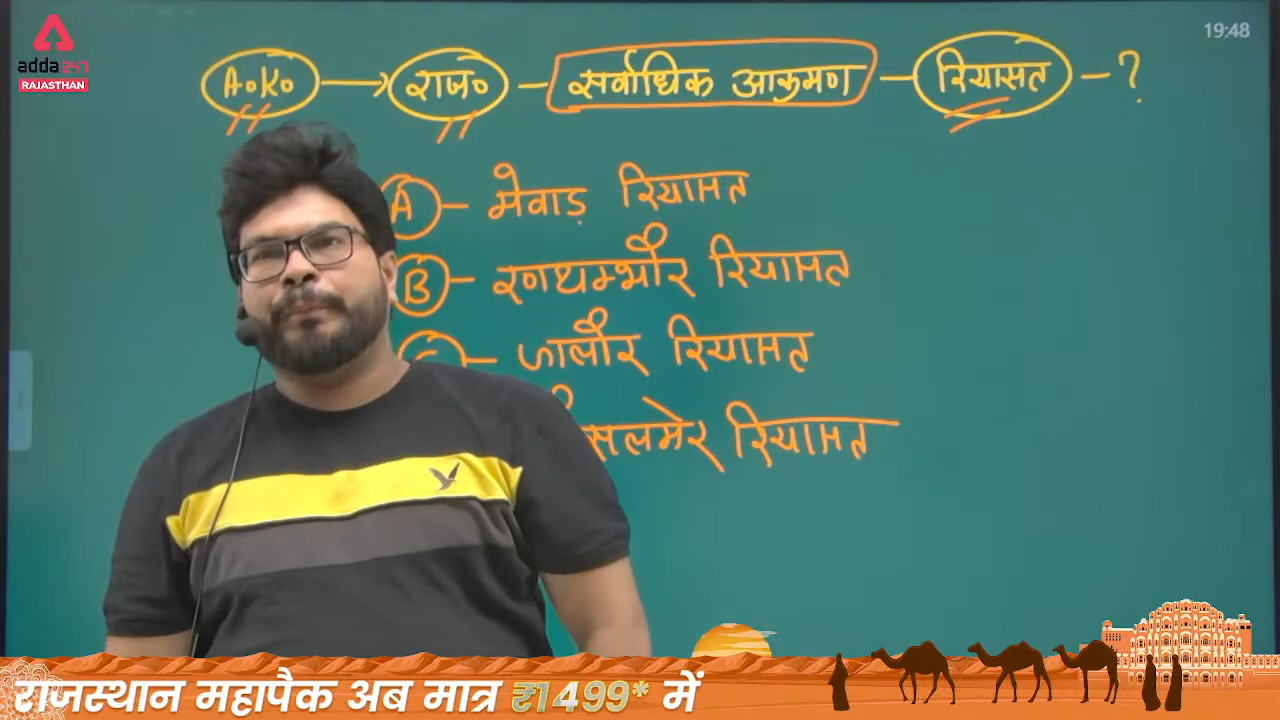 19:48
adda 247
RAJASTHAN
A.K. → राज० - सर्वाधिक आक्रमण - रियासत - ?
A - मेवाड़ रियासत
B - रणथम्भौर रियासत
C - जालौर रियासत
सलमेर रियासत
राजस्थान महापैक अब मात्र ₹1499* में